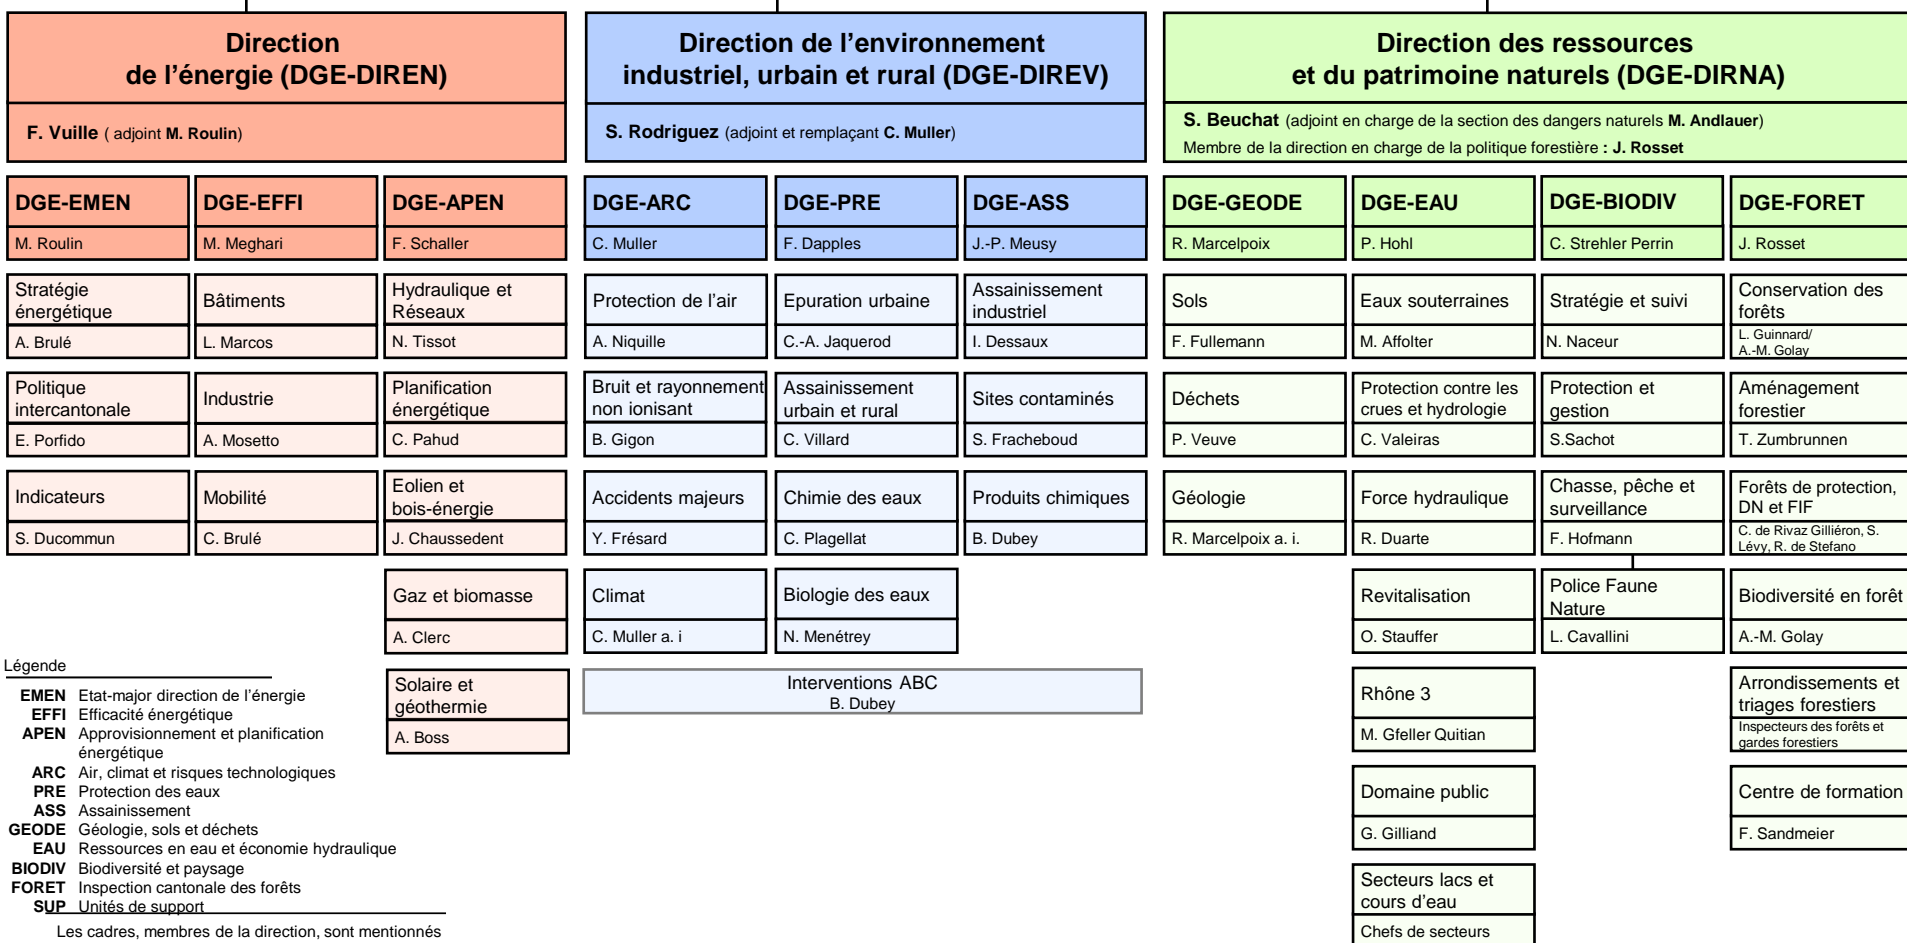 Direction
de l'énergie (DGE-DIREN)
F. Vuille ( adjoint M. Roulin)
Direction de l'environnement
industriel, urbain et rural (DGE-DIREV)
S. Rodriguez (adjoint et remplaçant C. Muller)
Direction des ressources
et du patrimoine naturels (DGE-DIRNA)
S. Beuchat (adjoint en charge de la section des dangers naturels M. Andlauer)
Membre de la direction en charge de la politique forestière : J. Rosset
DGE-EMEN
M. Roulin
Stratégie
énergétique
A. Brulé
Politique
intercantonale
E. Porfido
Indicateurs
S. Ducommun
DGE-EFFI
M. Meghari
Bâtiments
L. Marcos
Industrie
A. Mosetto
Mobilité
C. Brulé
DGE-APEN
F. Schaller
Hydraulique et
Réseaux
N. Tissot
Planification
énergétique
C. Pahud
Eolien et
bois-énergie
J. Chaussedent
Gaz et biomasse
A. Clerc
Solaire et
géothermie
A. Boss
DGE-ARC
C. Muller
Protection de l'air
A. Niquille
Bruit et rayonnement
non ionisant
B. Gigon
Accidents majeurs
Y. Frésard
Climat
C. Muller a. i
DGE-PRE
F. Dapples
Epuration urbaine
C.-A. Jaquerod
Assainissement
urbain et rural
C. Villard
Chimie des eaux
C. Plagellat
Biologie des eaux
N. Menétrey
DGE-ASS
J.-P. Meusy
Assainissement
industriel
I. Dessaux
Sites contaminés
S. Fracheboud
Produits chimiques
B. Dubey
Interventions ABC
B. Dubey
DGE-GEODE
R. Marcelpoix
Sols
F. Fullemann
Déchets
P. Veuve
Géologie
R. Marcelpoix a. i.
DGE-EAU
P. Hohl
Eaux souterraines
M. Affolter
Protection contre les
crues et hydrologie
C. Valeiras
Force hydraulique
R. Duarte
Revitalisation
O. Stauffer
Rhône 3
M. Gfeller Quitian
Domaine public
G. Gilliand
Secteurs lacs et
cours d'eau
Chefs de secteurs
DGE-BIODIV
C. Strehler Perrin
Stratégie et suivi
N. Naceur
Protection et
gestion
S.Sachot
Chasse, pêche et
surveillance
F. Hofmann
Police Faune
Nature
L. Cavallini
DGE-FORET
J. Rosset
Conservation des
forêts
L. Guinnard/
A.-M. Golay
Aménagement
forestier
T. Zumbrunnen
Forêts de protection,
DN et FIF
C. de Rivaz Gilliéron, S.
Lévy, R. de Stefano
Biodiversité en forêt
A.-M. Golay
Arrondissements et
triages forestiers
Inspecteurs des forêts et
gardes forestiers
Centre de formation
F. Sandmeier
Légende
EMEN Etat-major direction de l'énergie
EFFI Efficacité énergétique
APEN Approvisionnement et planification
énergétique
ARC Air, climat et risques technologiques
PRE Protection des eaux
ASS Assainissement
GEODE Géologie, sols et déchets
EAU Ressources en eau et économie hydraulique
BIODIV Biodiversité et paysage
FORET Inspection cantonale des forêts
SUP Unités de support
Les cadres, membres de la direction, sont mentionnés